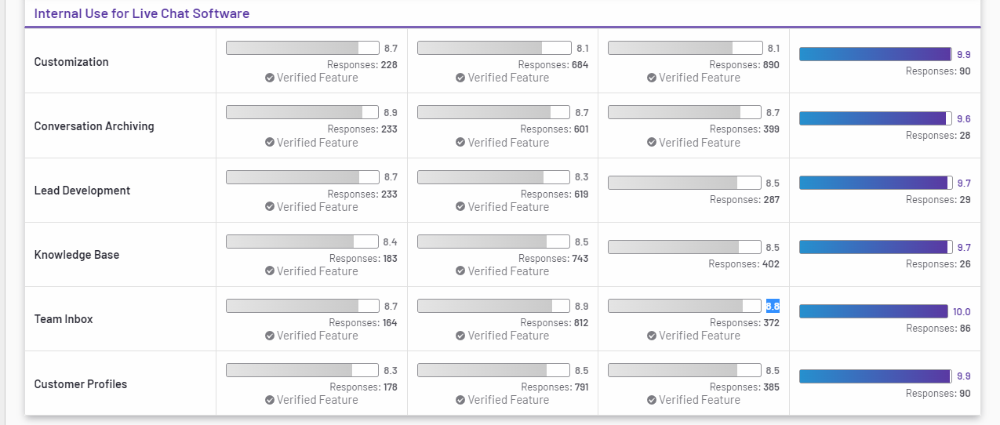 Internal Use for Live Chat Software
Customization
8.7
Responses: 228
Verified Feature
8.1
Responses: 684
Verified Feature
8.1
Responses: 890
Verified Feature
9.9
Responses: 90
Conversation Archiving
8.9
Responses: 233
Verified Feature
8.7
Responses: 601
Verified Feature
8.7
Responses: 399
Verified Feature
9.6
Responses: 28
Lead Development
8.7
Responses: 233
Verified Feature
8.3
Responses: 619
Verified Feature
8.5
Responses: 287
9.7
Responses: 29
Knowledge Base
8.4
Responses: 183
Verified Feature
8.5
Responses: 743
Verified Feature
8.5
Responses: 402
9.7
Responses: 26
Team Inbox
8.7
Responses: 164
Verified Feature
8.9
Responses: 812
Verified Feature
8.8
Responses: 372
Verified Feature
10.0
Responses: 86
Customer Profiles
8.3
Responses: 178
Verified Feature
8.5
Responses: 791
Verified Feature
8.5
Responses: 385
Verified Feature
9.9
Responses: 90